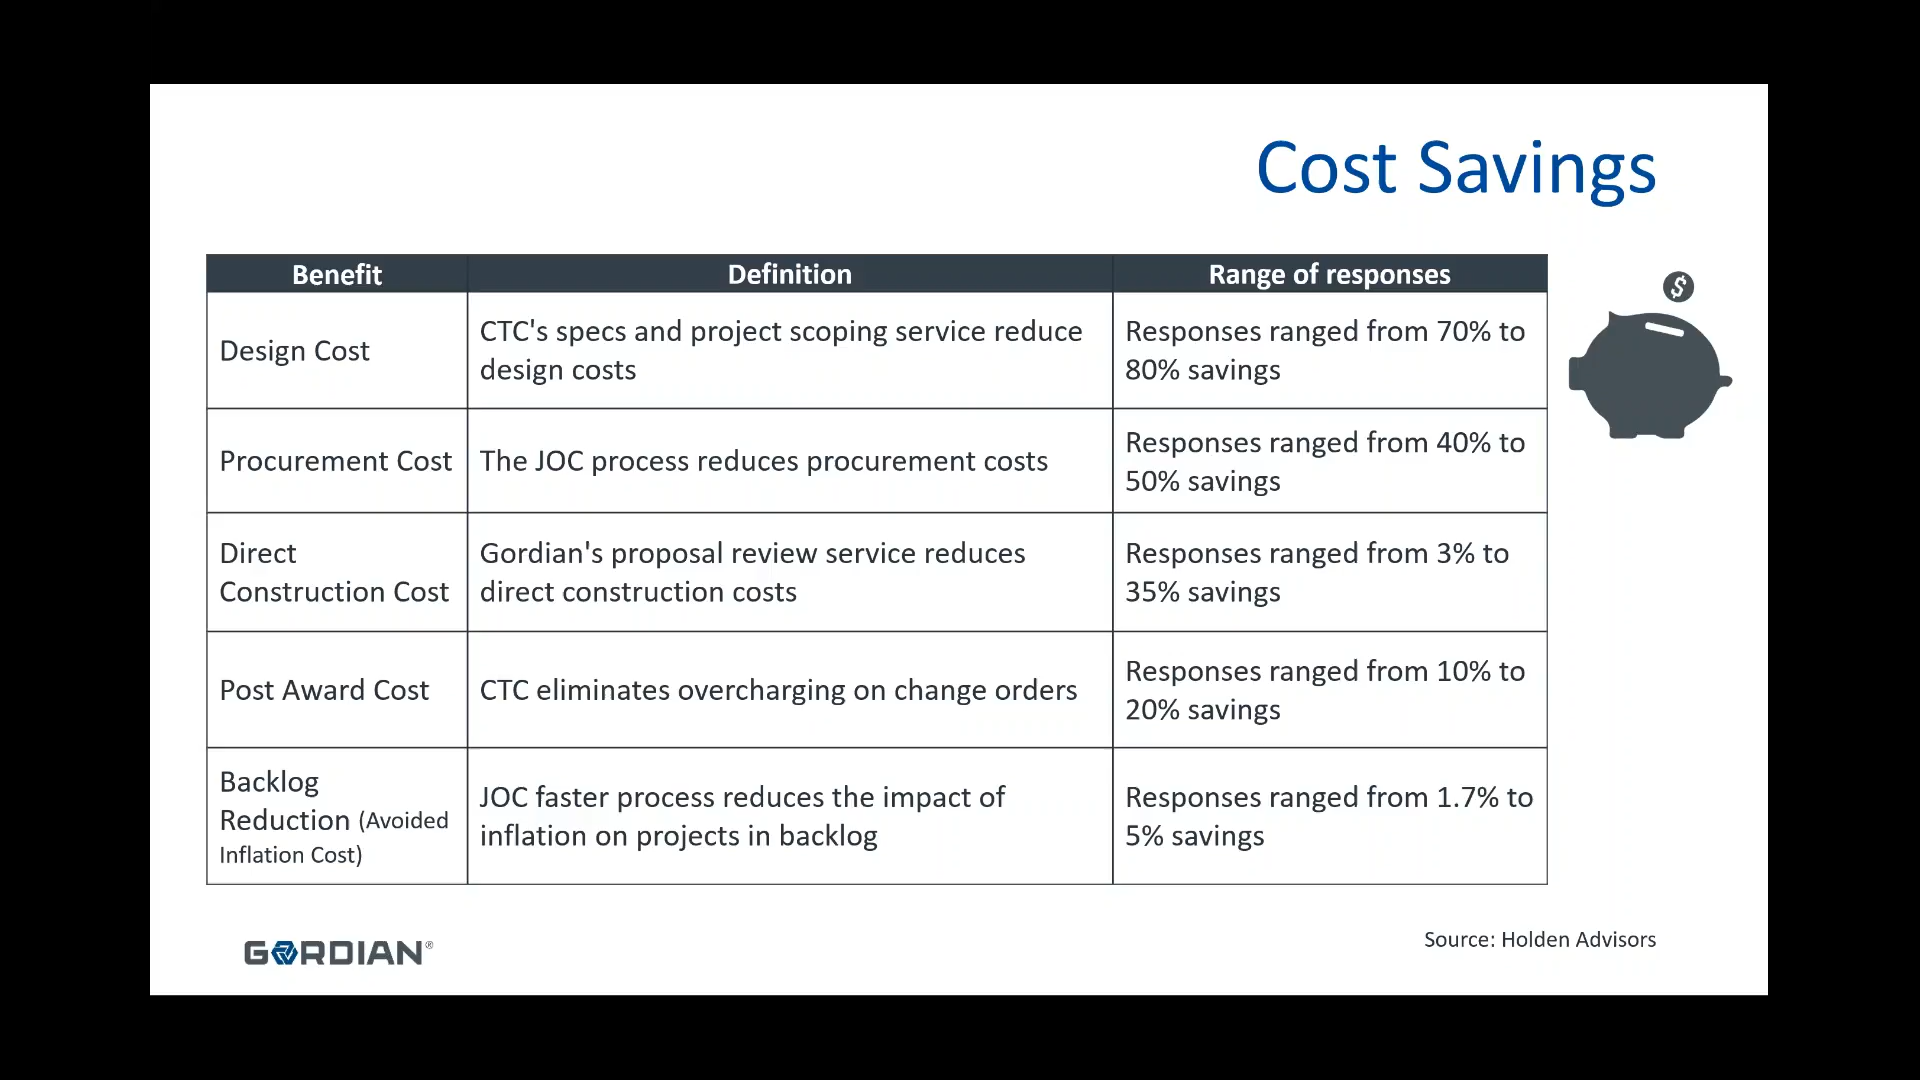 Cost Savings
Benefit
Definition
Range of responses
Design Cost
CTC's specs and project scoping service reduce
design costs
Responses ranged from 70% to
80% savings
Procurement Cost
The JOC process reduces procurement costs
Responses ranged from 40% to
50% savings
Direct
Construction Cost
Gordian's proposal review service reduces
direct construction costs
Responses ranged from 3% to
35% savings
Post Award Cost
CTC eliminates overcharging on change orders
Responses ranged from 10% to
20% savings
Backlog
Reduction (Avoided
Inflation Cost)
JOC faster process reduces the impact of
inflation on projects in backlog
Responses ranged from 1.7% to
5% savings
$
GORDIAN®
Source: Holden Advisors